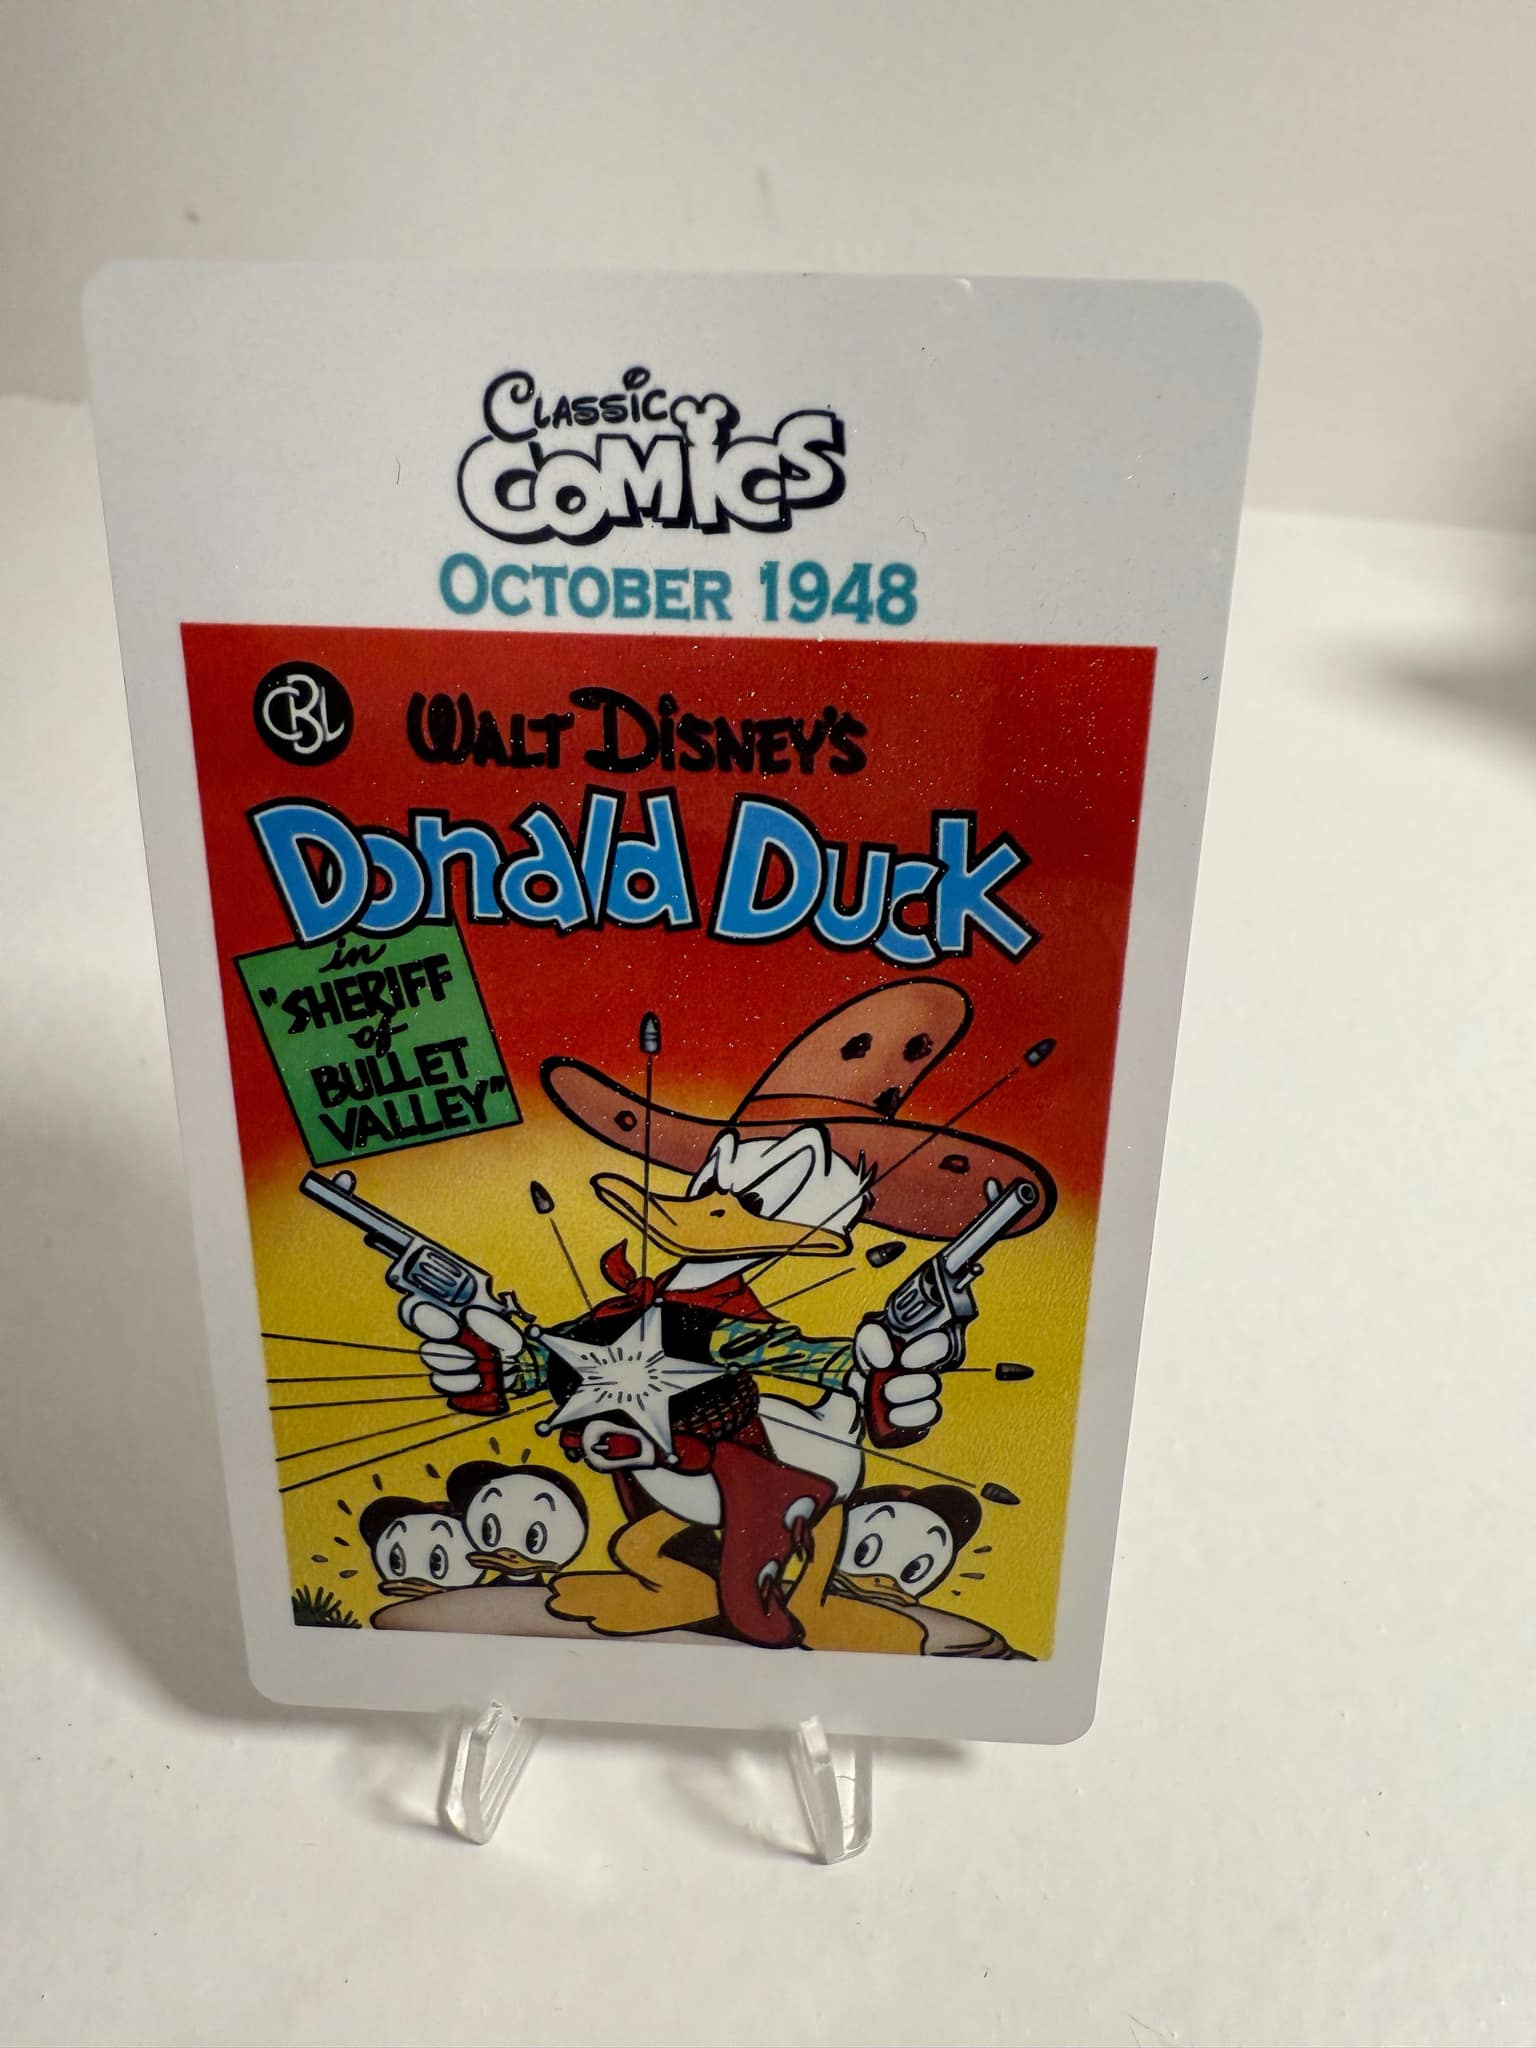 Classic
Comics
October 1948
CBL
Walt Disney's
Donald Duck
in
"SHERIFF
of
BULLET
VALLEY"